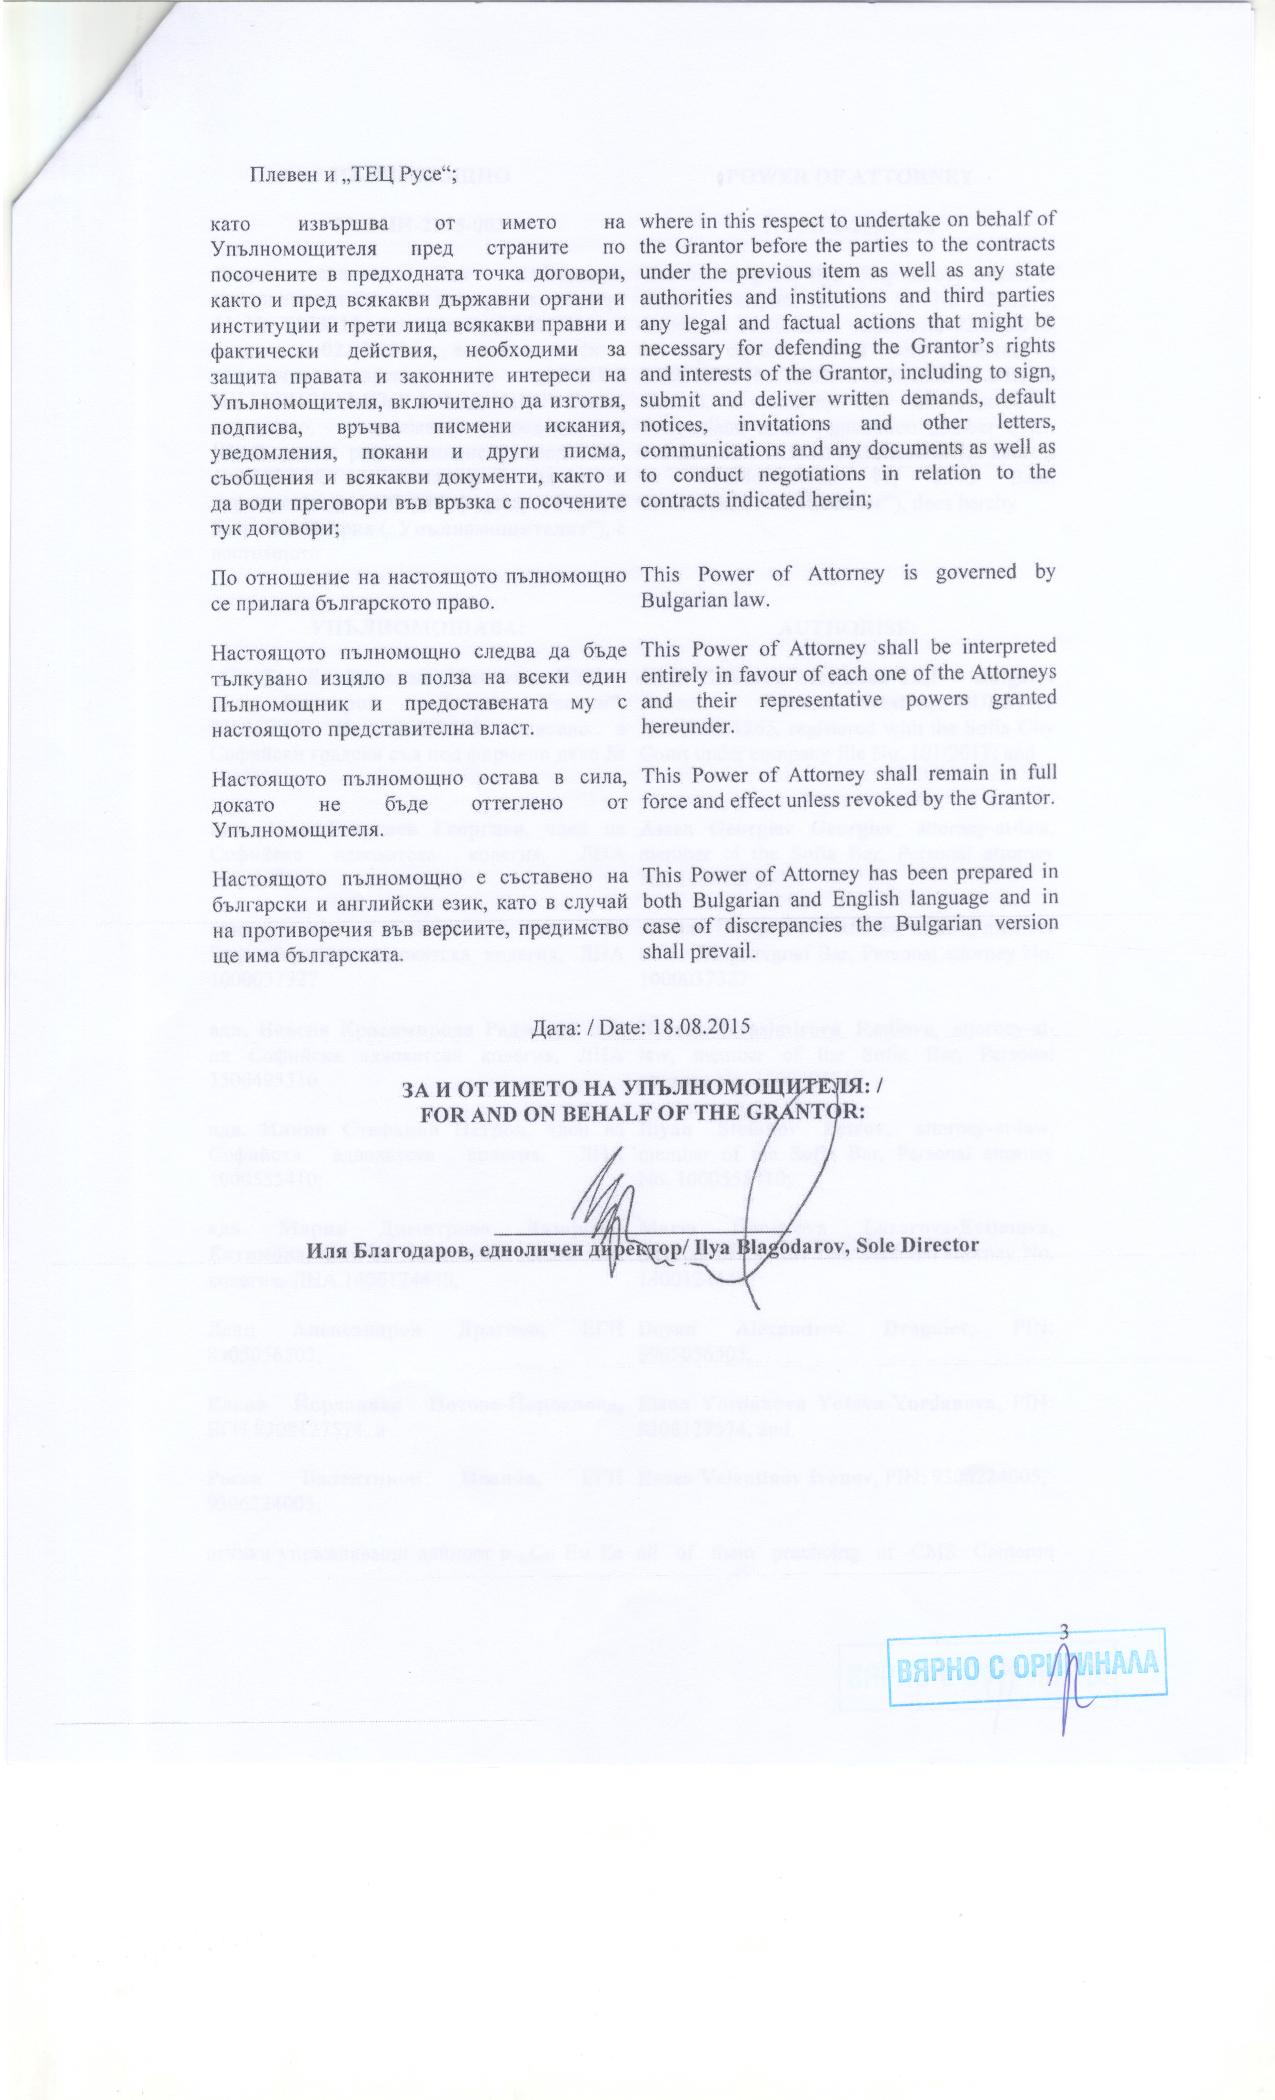 Плевен и „ТЕЦ Русе“;
като извършва от името на
Упълномощителя пред страните по
посочените в предходната точка договори,
както и пред всякакви държавни органи и
институции и трети лица всякакви правни и
фактически действия, необходими за
защита правата и законните интереси на
Упълномощителя, включително да изготвя,
подписва, връчва писмени искания,
уведомления, покани и други писма,
съобщения и всякакви документи, както и
да води преговори във връзка с посочените
тук договори;
where in this respect to undertake on behalf of
the Grantor before the parties to the contracts
under the previous item as well as any state
authorities and institutions and third parties
any legal and factual actions that might be
necessary for defending the Grantor’s rights
and interests of the Grantor, including to sign,
submit and deliver written demands, default
notices, invitations and other letters,
communications and any documents as well as
to conduct negotiations in relation to the
contracts indicated herein;
По отношение на настоящото пълномощно
се прилага българското право.
This Power of Attorney is governed by
Bulgarian law.
Настоящото пълномощно следва да бъде
тълкувано изцяло в полза на всеки един
Пълномощник и предоставената му с
настоящото представителна власт.
This Power of Attorney shall be interpreted
entirely in favour of each one of the Attorneys
and their representative powers granted
hereunder.
Настоящото пълномощно остава в сила,
докато не бъде оттеглено от
Упълномощителя.
This Power of Attorney shall remain in full
force and effect unless revoked by the Grantor.
Настоящото пълномощно е съставено на
български и английски език, като в случай
на противоречия във версиите, предимство
ще има българската.
This Power of Attorney has been prepared in
both Bulgarian and English language and in
case of discrepancies the Bulgarian version
shall prevail.
Дата: / Date: 18.08.2015
ЗА И ОТ ИМЕТО НА УПЪЛНОМОЩИТЕЛЯ: /
FOR AND ON BEHALF OF THE GRANTOR:
Иля Благодаров, едноличен директор/ Ilya Blagodarov, Sole Director
3
ВЯРНО С ОРИГИНАЛА